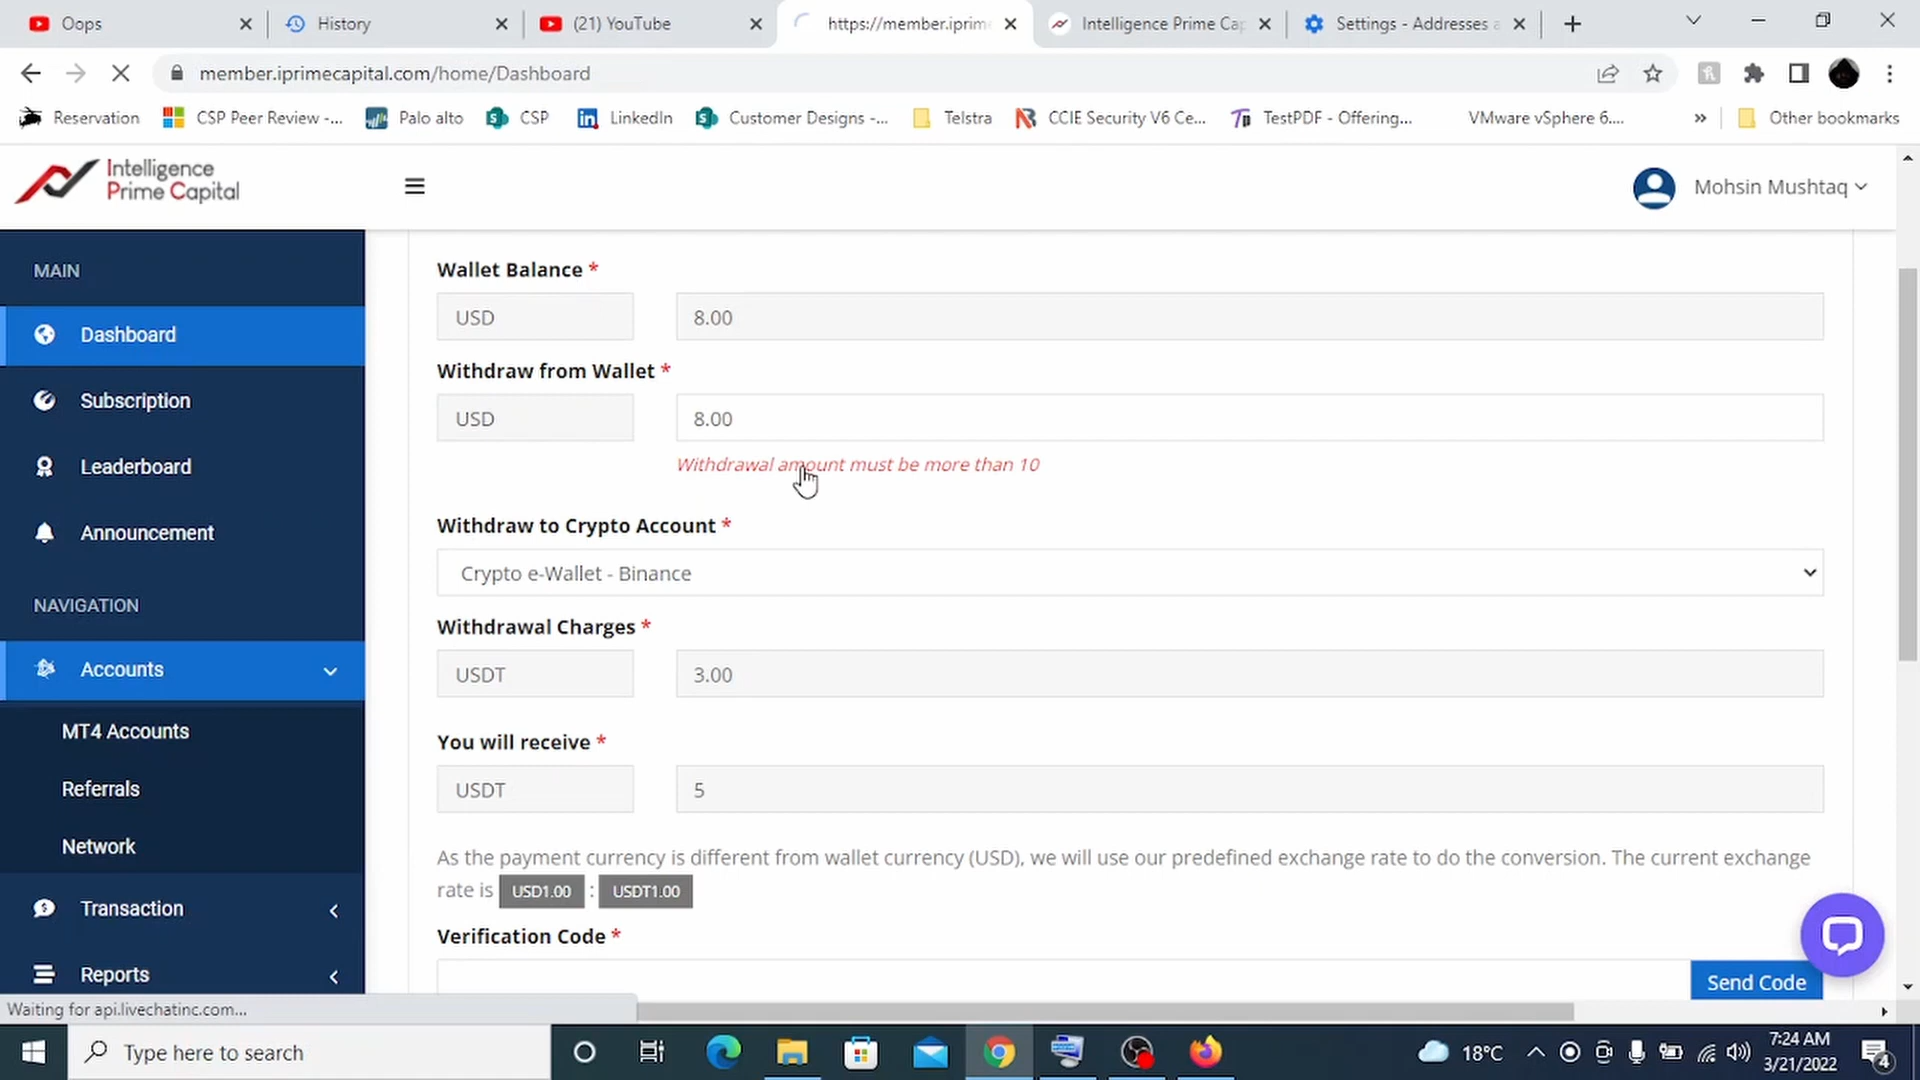 Oops
History
(21) YouTube
https://member.iprime
Intelligence Prime Cap
Settings - Addresses a
member.iprimecapital.com/home/Dashboard
Reservation
CSP Peer Review -...
Palo alto
CSP
LinkedIn
Customer Designs -...
Telstra
CCIE Security V6 Ce...
TestPDF - Offering...
VMware vSphere 6....
»
Other bookmarks
Intelligence
Prime Capital
Mohsin Mushtaq
MAIN
Dashboard
Subscription
Leaderboard
Announcement
NAVIGATION
Accounts
MT4 Accounts
Referrals
Network
Transaction
Reports
Wallet Balance *
USD 8.00
Withdraw from Wallet *
USD 8.00
Withdrawal amount must be more than 10
Withdraw to Crypto Account *
Crypto e-Wallet - Binance
Withdrawal Charges *
USDT 3.00
You will receive *
USDT 5
As the payment currency is different from wallet currency (USD), we will use our predefined exchange rate to do the conversion. The current exchange
rate is USD1.00 : USDT1.00
Verification Code *
Send Code
Waiting for api.livechatinc.com...
Type here to search
18°C
7:24 AM
3/21/2022
4